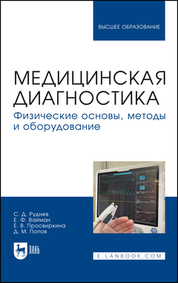 ВЫСШЕЕ ОБРАЗОВАНИЕ
МЕДИЦИНСКАЯ
ДИАГНОСТИКА
Физические основы, методы
и оборудование
С. Д. Руднев
Е. Ф. Вайман
Е. В. Просвиркина
Д. М. Попов
ЛАНЬ
E.LANBOOK.COM